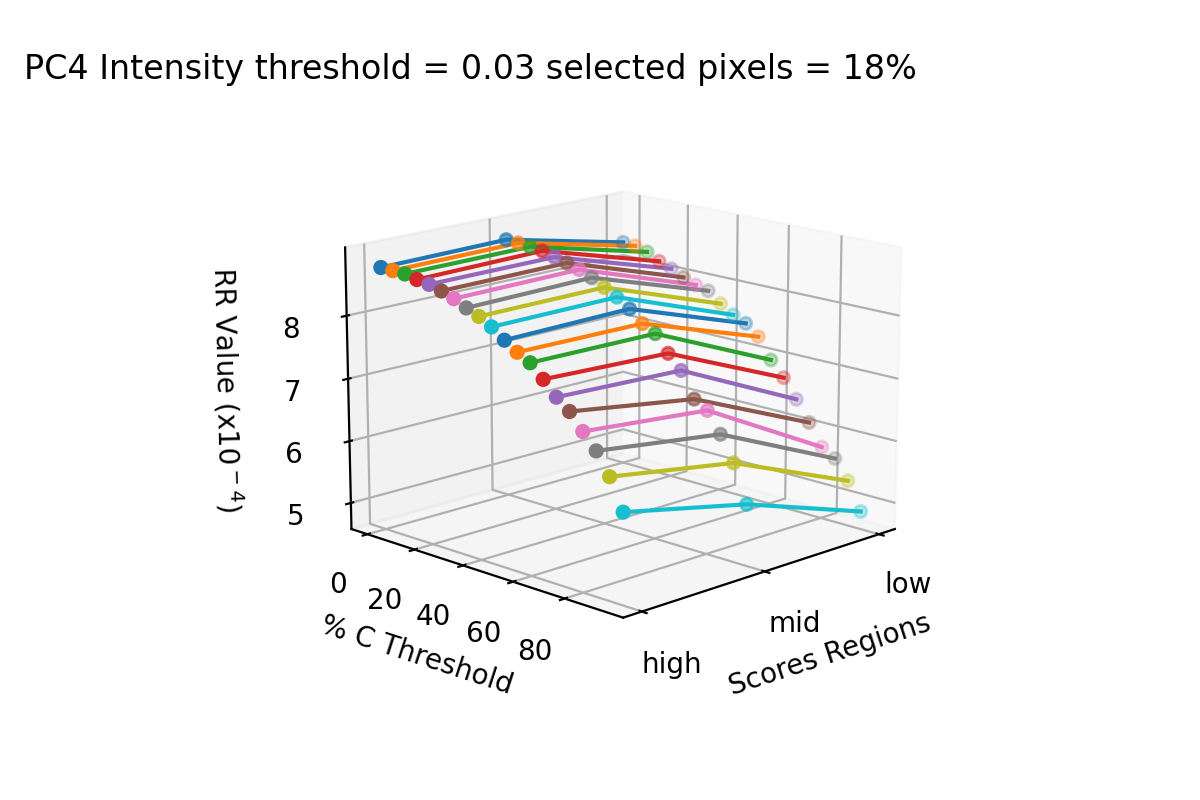 PC4 Intensity threshold = 0.03 selected pixels = 18%
RR Value (x10⁻⁴)
8
7
6
5
0
20
40
60
80
% C Threshold
high
mid
low
Scores Regions